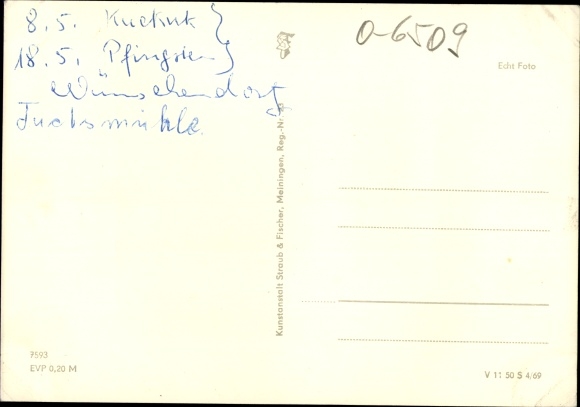 8.5. Kuckuk }
18.5. Pfingsten }
Wünschendorf
Fuchsmühle
0-6509
Echt Foto
Kunstanstalt Straub & Fischer, Meiningen, Reg.-Nr.
7593
EVP 0,20 M
V 11 50 S 4/69